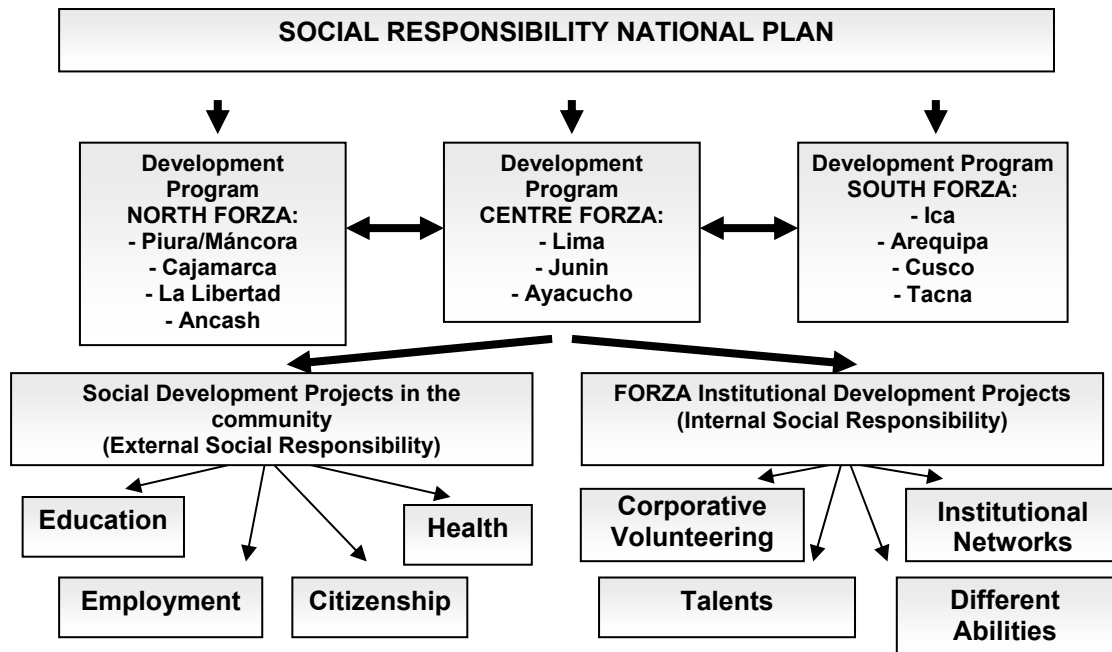 SOCIAL RESPONSIBILITY NATIONAL PLAN
Development
Program
NORTH FORZA:
- Piura/Máncora
- Cajamarca
- La Libertad
- Ancash
Development
Program
CENTRE FORZA:
- Lima
- Junin
- Ayacucho
Development Program
SOUTH FORZA:
- Ica
- Arequipa
- Cusco
- Tacna
Social Development Projects in the
community
(External Social Responsibility)
FORZA Institutional Development Projects
(Internal Social Responsibility)
Education
Health
Employment
Citizenship
Corporative
Volunteering
Institutional
Networks
Talents
Different
Abilities